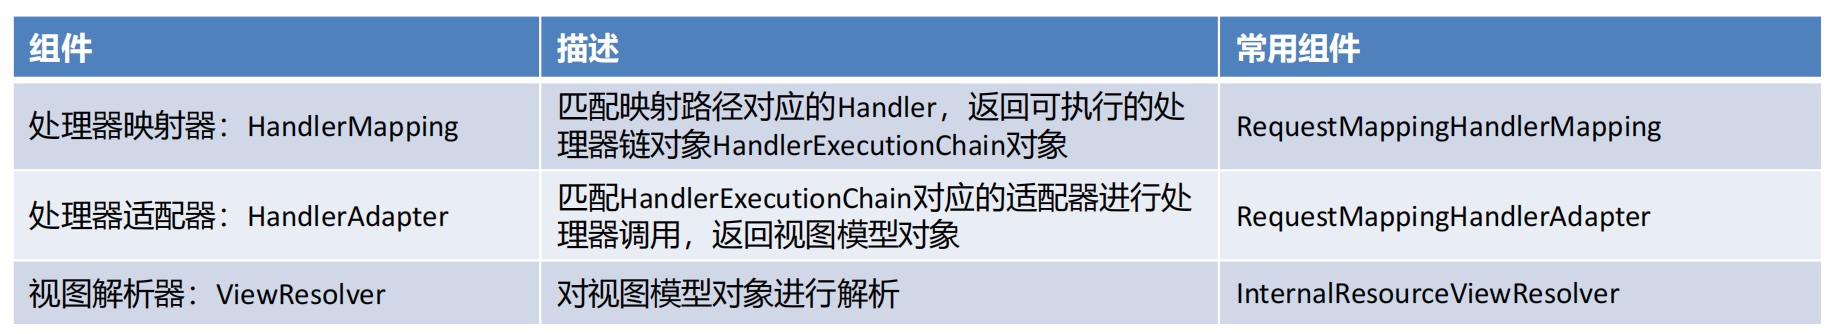 组件
描述
常用组件
处理器映射器：HandlerMapping
匹配映射路径对应的Handler，返回可执行的处
理器链对象HandlerExecutionChain对象
RequestMappingHandlerMapping
处理器适配器：HandlerAdapter
匹配HandlerExecutionChain对应的适配器进行处
理器调用，返回视图模型对象
RequestMappingHandlerAdapter
视图解析器：ViewResolver
对视图模型对象进行解析
InternalResourceViewResolver